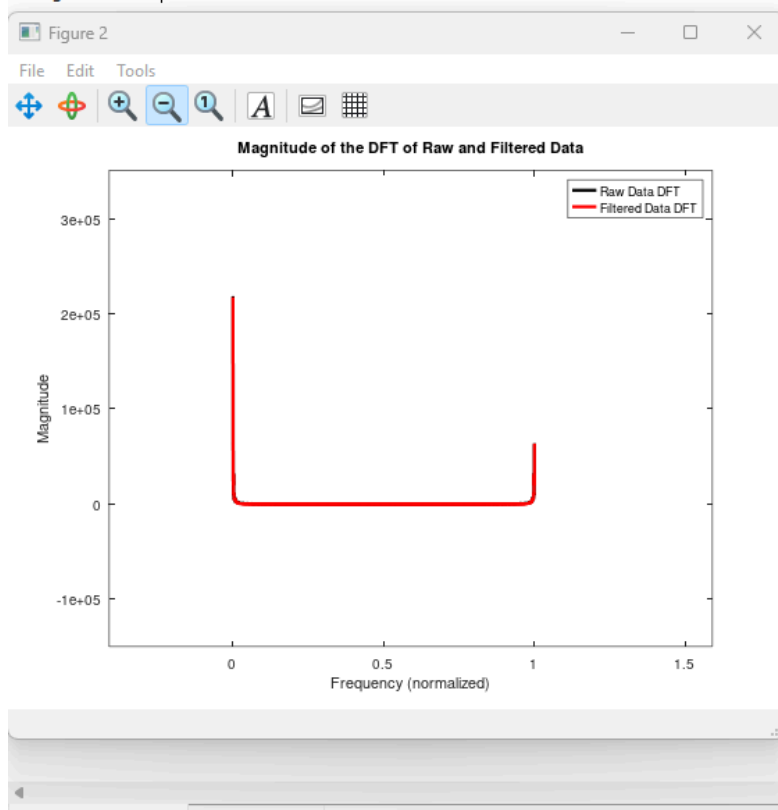 Figure 2
File Edit Tools
A
Magnitude of the DFT of Raw and Filtered Data
Raw Data DFT
Filtered Data DFT
3e+05
2e+05
1e+05
0
-1e+05
Magnitude
0 0.5 1 1.5
Frequency (normalized)